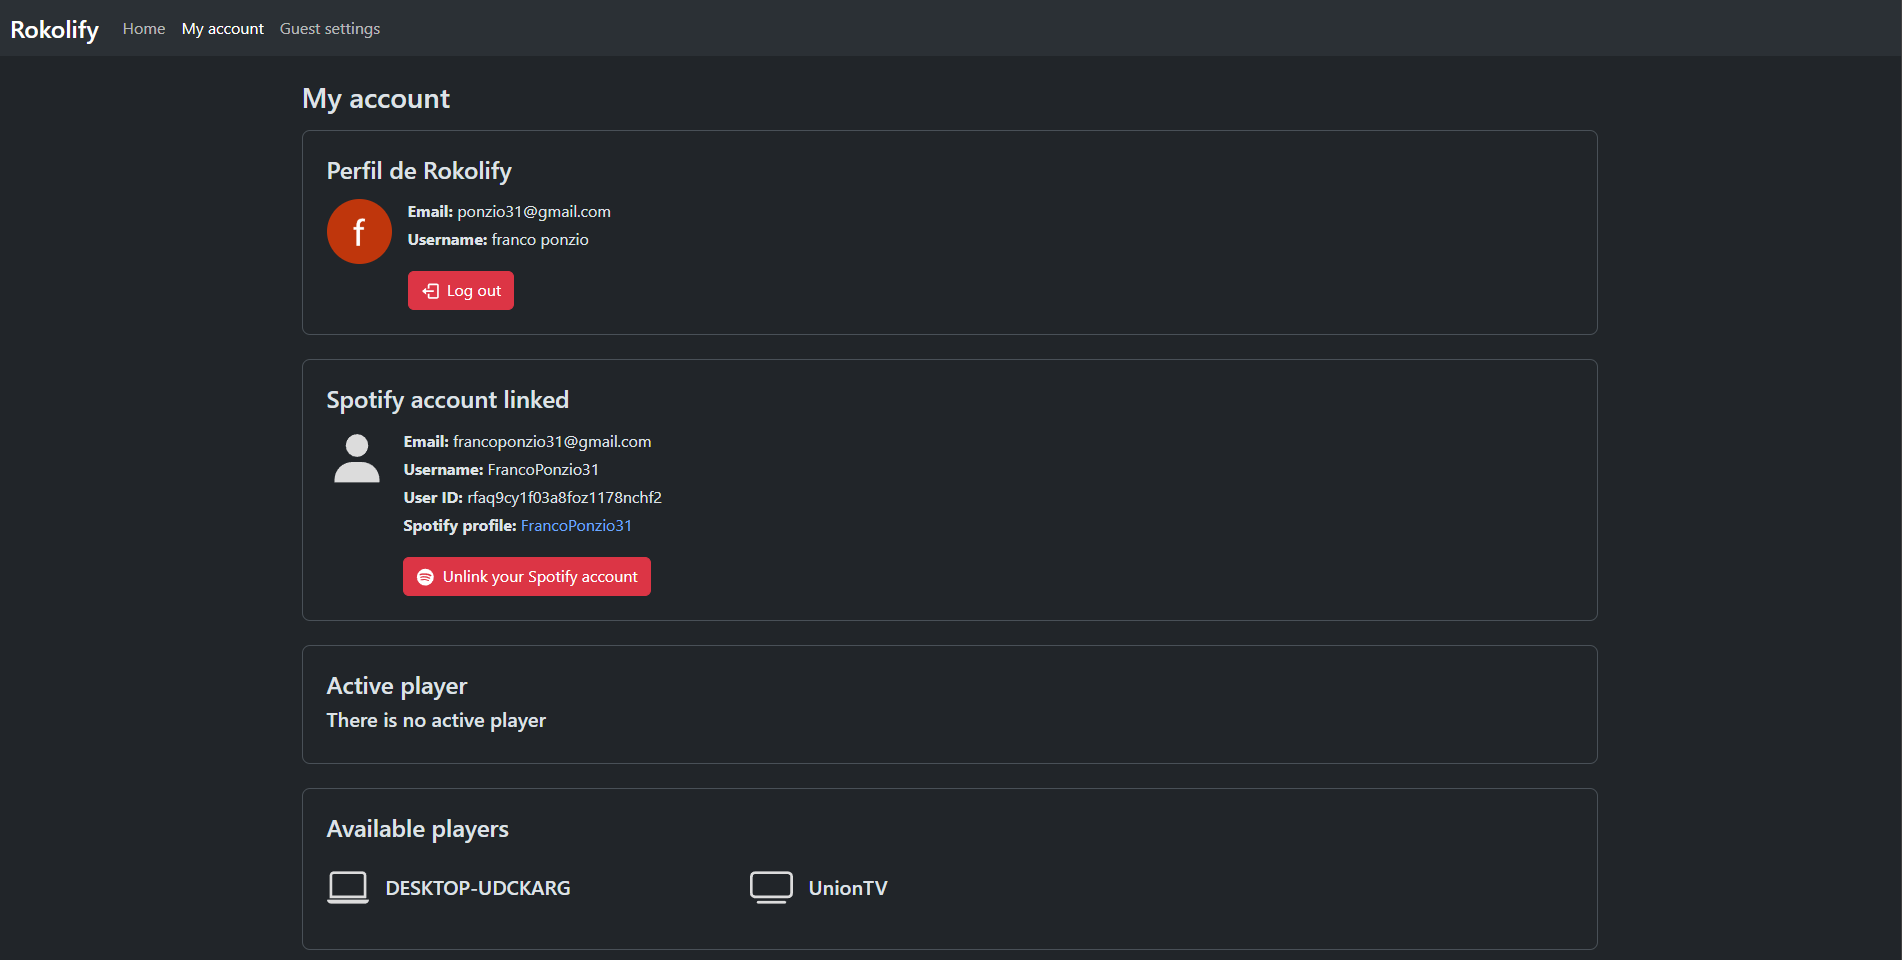 Rokolify Home My account Guest settings
My account
Perfil de Rokolify
f
Email: ponzio31@gmail.com
Username: franco ponzio
Log out
Spotify account linked
Email: francoponzio31@gmail.com
Username: FrancoPonzio31
User ID: rfaq9cy1f03a8foz1178nchf2
Spotify profile: FrancoPonzio31
Unlink your Spotify account
Active player
There is no active player
Available players
DESKTOP-UDCKARG UnionTV